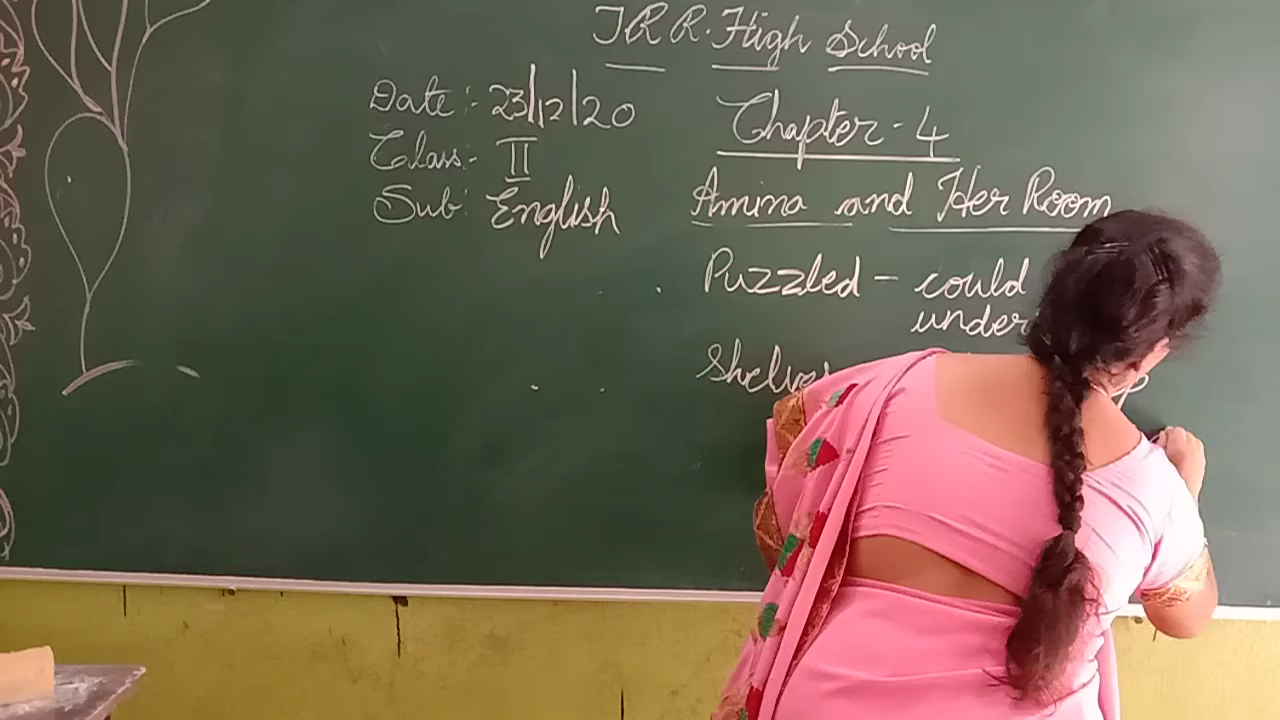 T.R.R. High School
Date :- 23/12/20
Class:- II
Sub: English
Chapter - 4
Amina and Her Room
Puzzled - could
under
Shelves